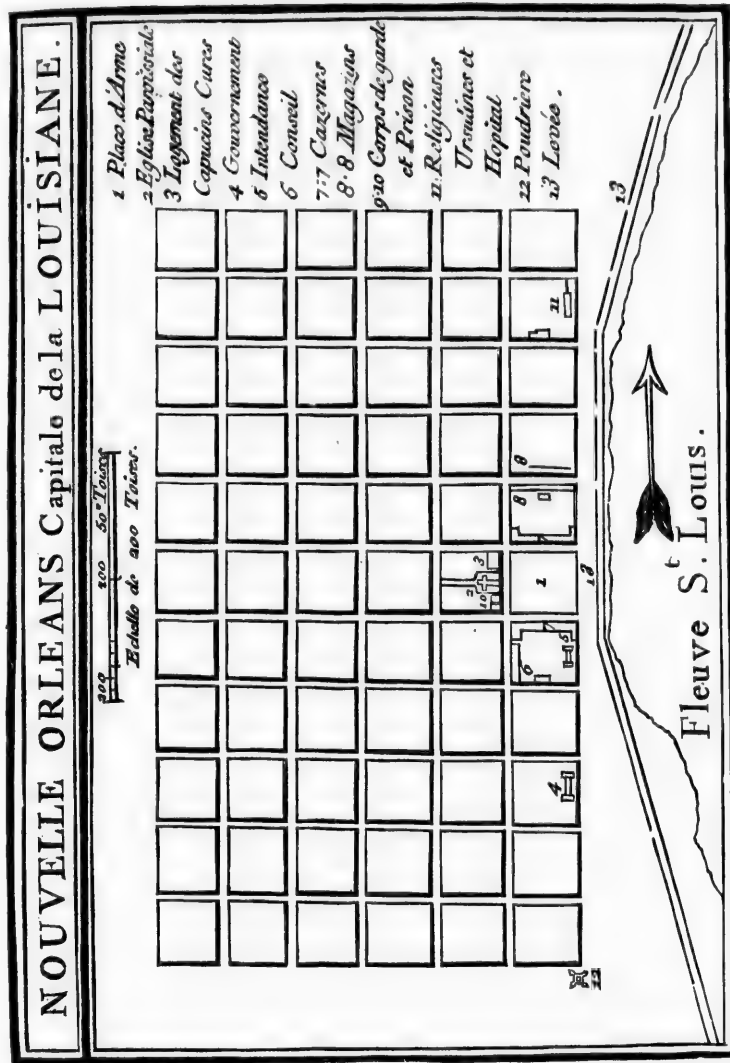 NOUVELLE ORLEANS Capitale de la LOUÏSIANE.
200 100 50 Toises
Echelle de 200 Toises.
1 Place d'Arme
2 Eglise Paroissiale
3 Logement des
Capucins Cures
4 Gouvernement
5 Intendance
6 Conseil
7·7 Cazernes
8·8 Magazins
9·10 Corps de garde
et Prison
11 Religieuses
Ursulines et
Hopital
12 Poudriere
13 Levée.
2
3
10
4
6
5
1
8
8
11
12
13
13
Fleuve St. Louis.